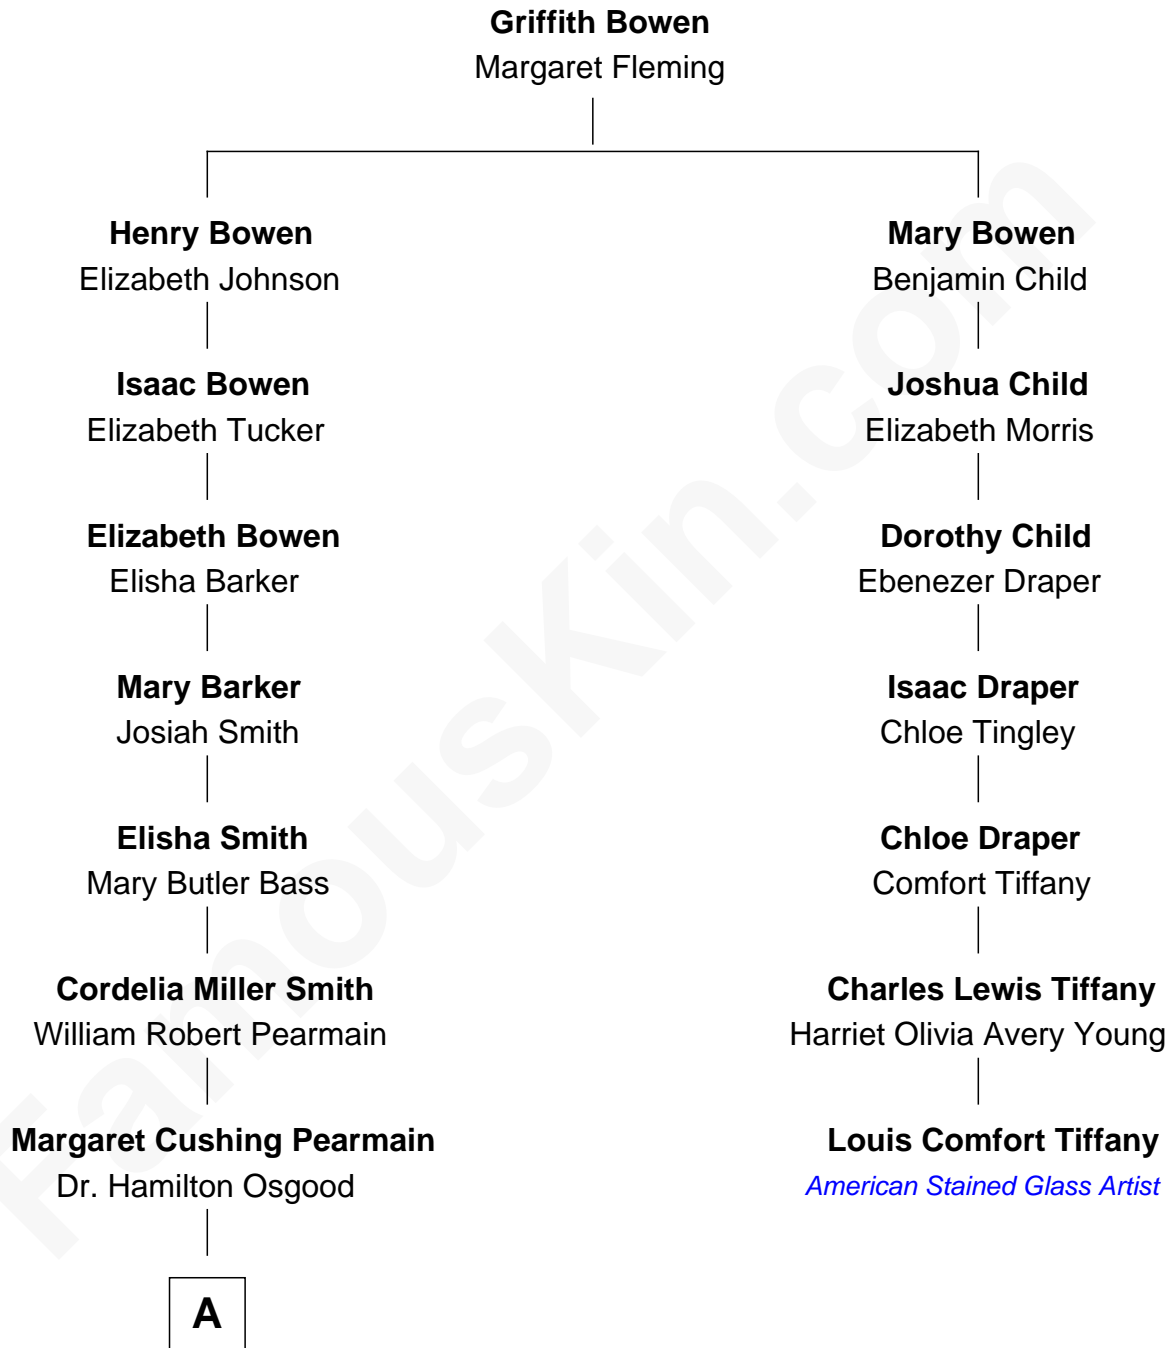 Griffith Bowen
Margaret Fleming
Henry Bowen
Elizabeth Johnson
Isaac Bowen
Elizabeth Tucker
Elizabeth Bowen
Elisha Barker
Mary Barker
Josiah Smith
Elisha Smith
Mary Butler Bass
Cordelia Miller Smith
William Robert Pearmain
Margaret Cushing Pearmain
Dr. Hamilton Osgood
A
Mary Bowen
Benjamin Child
Joshua Child
Elizabeth Morris
Dorothy Child
Ebenezer Draper
Isaac Draper
Chloe Tingley
Chloe Draper
Comfort Tiffany
Charles Lewis Tiffany
Harriet Olivia Avery Young
Louis Comfort Tiffany
American Stained Glass Artist
FamousKin.com